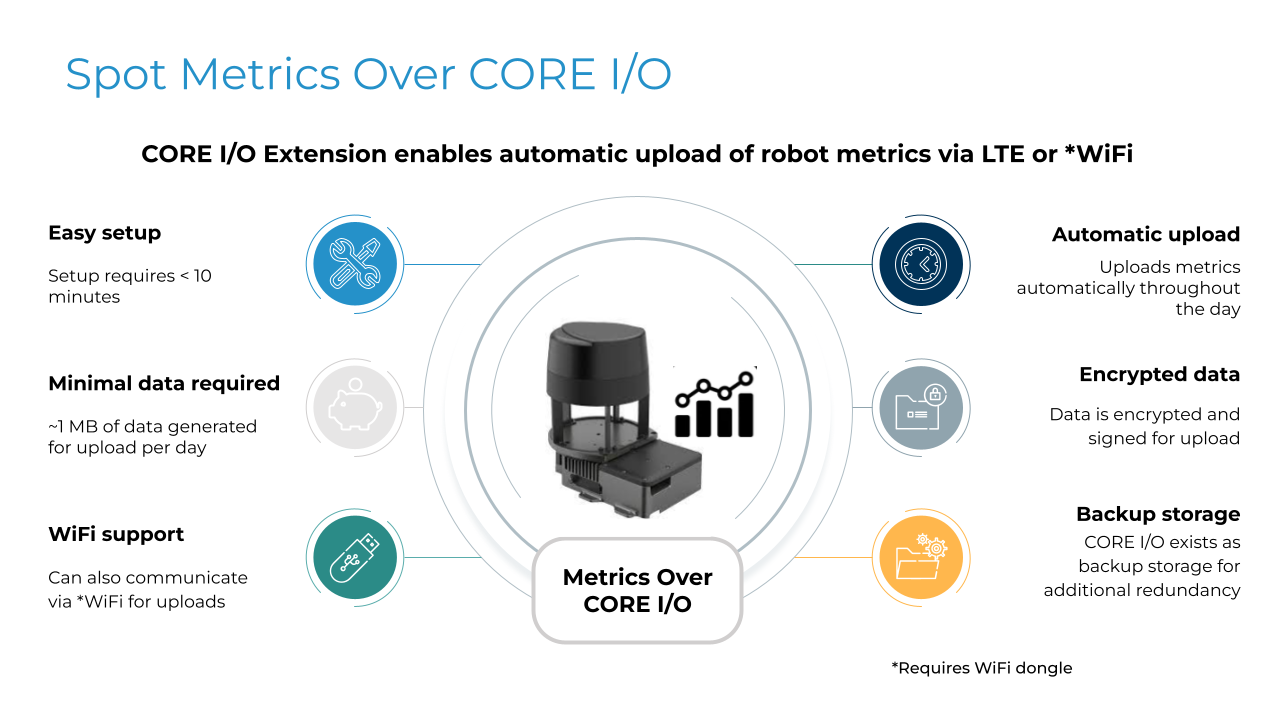 Spot Metrics Over CORE I/O
CORE I/O Extension enables automatic upload of robot metrics via LTE or *WiFi
Easy setup
Setup requires < 10
minutes
Minimal data required
~1 MB of data generated
for upload per day
WiFi support
Can also communicate
via *WiFi for uploads
Metrics Over
CORE I/O
Automatic upload
Uploads metrics
automatically throughout
the day
Encrypted data
Data is encrypted and
signed for upload
Backup storage
CORE I/O exists as
backup storage for
additional redundancy
*Requires WiFi dongle